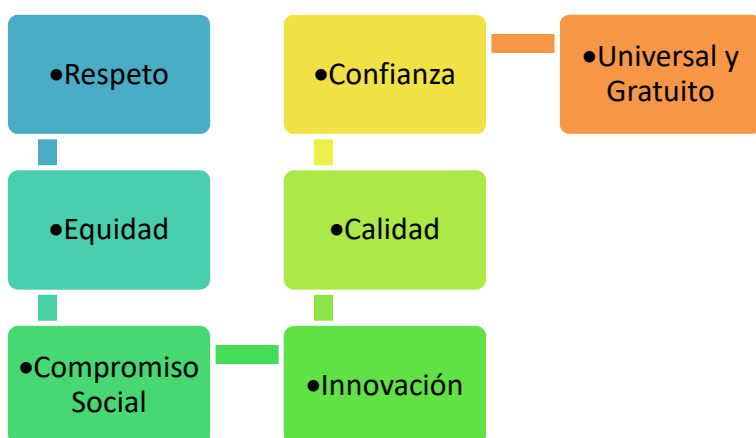 •Respeto
•Equidad
•Compromiso
Social
•Innovación
•Calidad
•Confianza
•Universal y
Gratuito